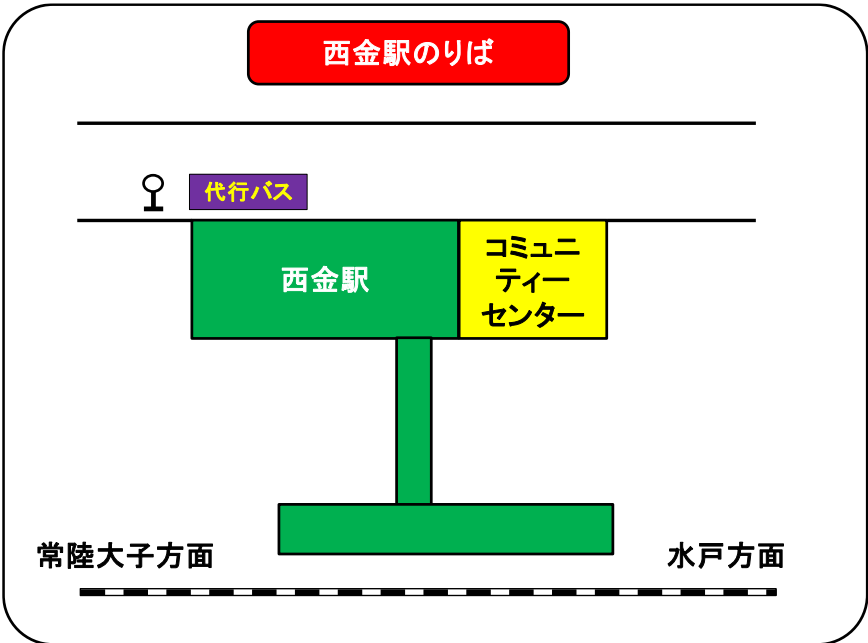 西金駅のりば
代行バス
西金駅
コミュニ
ティー
センター
常陸大子方面
水戸方面